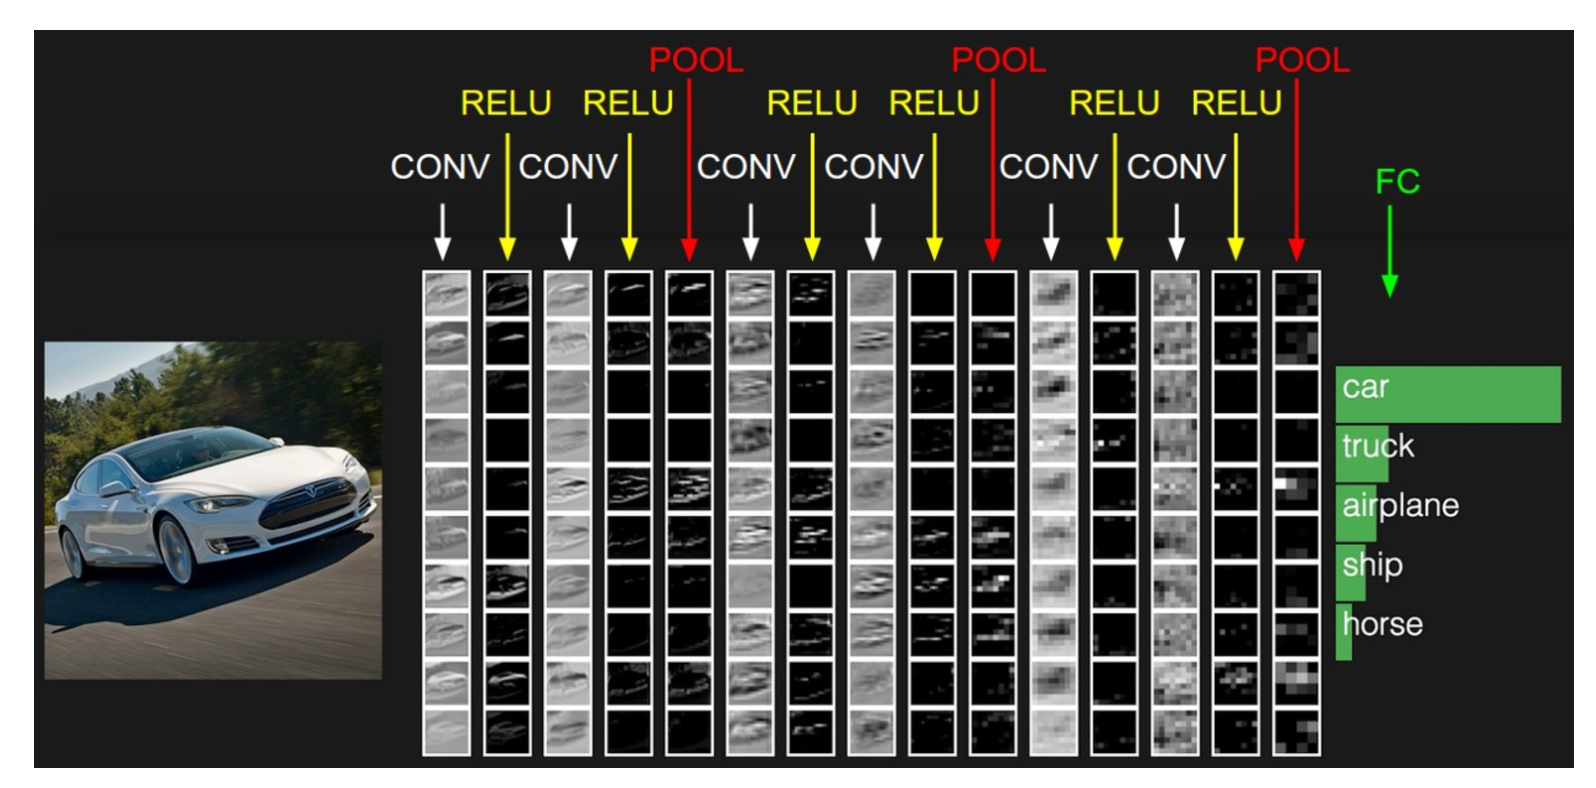 POOL POOL POOL
RELU RELU RELU RELU RELU RELU
CONV CONV CONV CONV CONV CONV
FC
car
truck
airplane
ship
horse